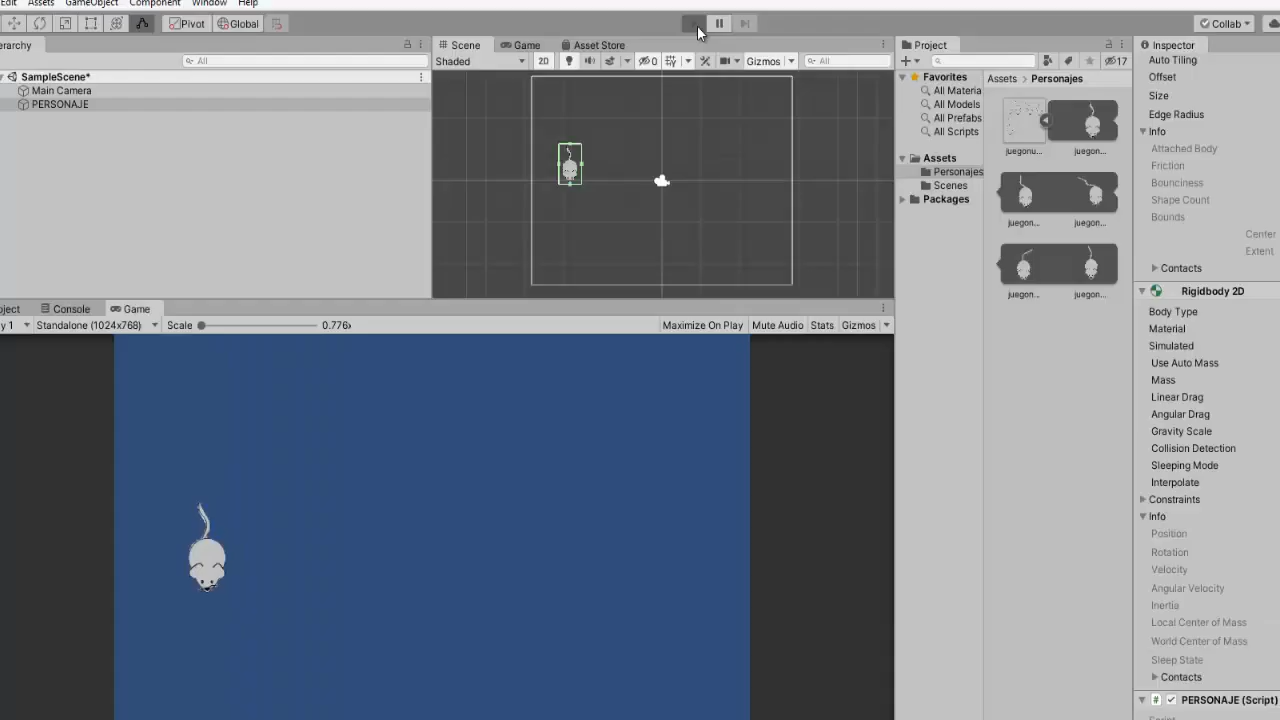 Edit Assets GameObject Component Window Help
Pivot Global Collab
erarchy
All
SampleScene*
Main Camera
PERSONAJE
Scene Game Asset Store
Shaded 2D 0 Gizmos All
oject Console Game
y 1 Standalone (1024x768) Scale 0.776x Maximize On Play Mute Audio Stats Gizmos
Project
17
Favorites
All Materia
All Models
All Prefabs
All Scripts
Assets
Personajes
Scenes
Packages
Assets Personajes
juegonu... juegon...
juegon... juegon...
juegon... juegon...
Inspector
Auto Tiling
Offset
Size
Edge Radius
Info
Attached Body
Friction
Bounciness
Shape Count
Bounds
Center
Extent
Contacts
Rigidbody 2D
Body Type
Material
Simulated
Use Auto Mass
Mass
Linear Drag
Angular Drag
Gravity Scale
Collision Detection
Sleeping Mode
Interpolate
Constraints
Info
Position
Rotation
Velocity
Angular Velocity
Inertia
Local Center of Mass
World Center of Mass
Sleep State
Contacts
# PERSONAJE (Script)